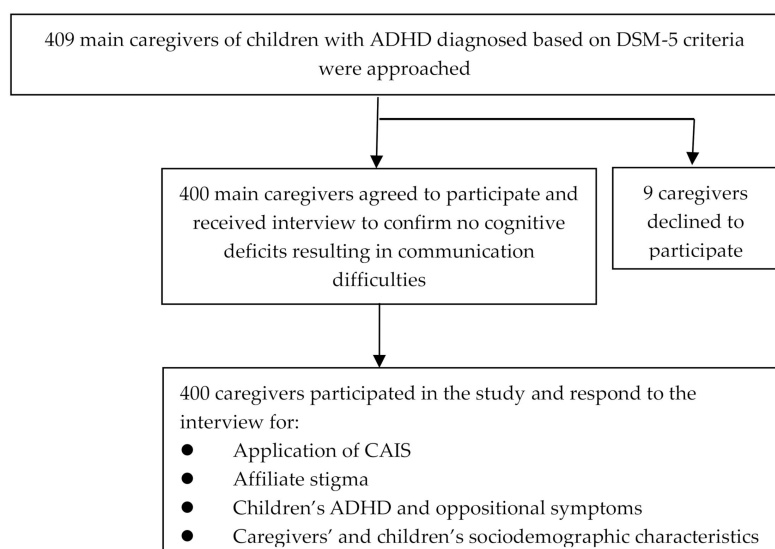 409 main caregivers of children with ADHD diagnosed based on DSM-5 criteria
were approached
400 main caregivers agreed to participate and
received interview to confirm no cognitive
deficits resulting in communication
difficulties
9 caregivers
declined to
participate
400 caregivers participated in the study and respond to the
interview for:
● Application of CAIS
● Affiliate stigma
● Children’s ADHD and oppositional symptoms
● Caregivers’ and children’s sociodemographic characteristics